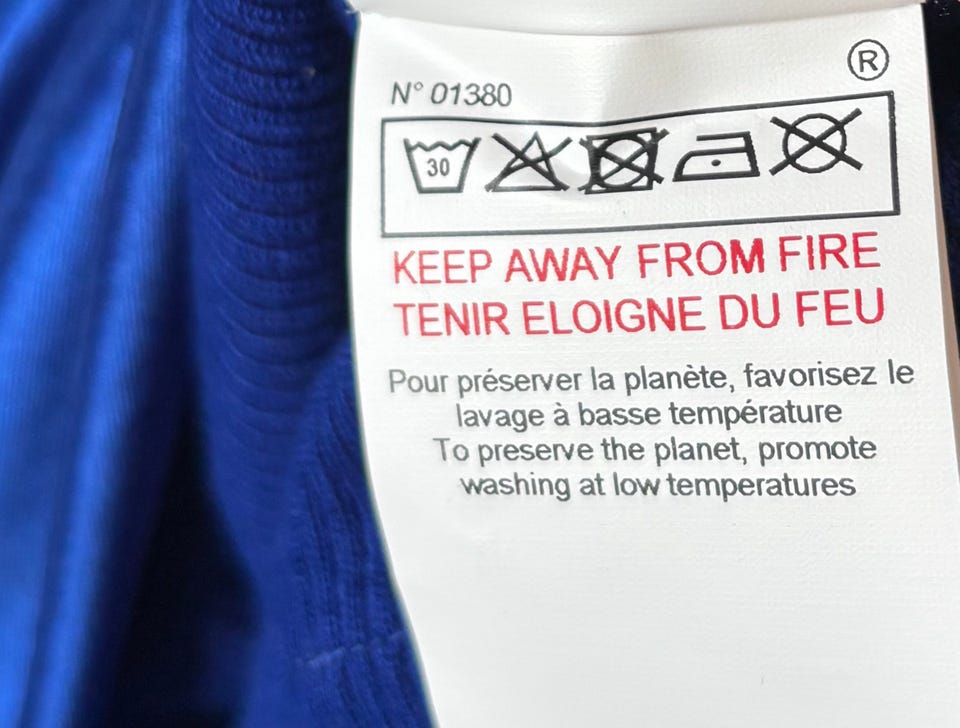 ®
N° 01380
30
KEEP AWAY FROM FIRE
TENIR ELOIGNE DU FEU
Pour préserver la planète, favorisez le
lavage à basse température
To preserve the planet, promote
washing at low temperatures